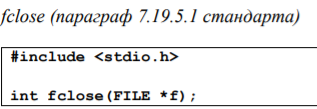 fclose (параграф 7.19.5.1 стандарта)
#include <stdio.h>
int fclose(FILE *f);